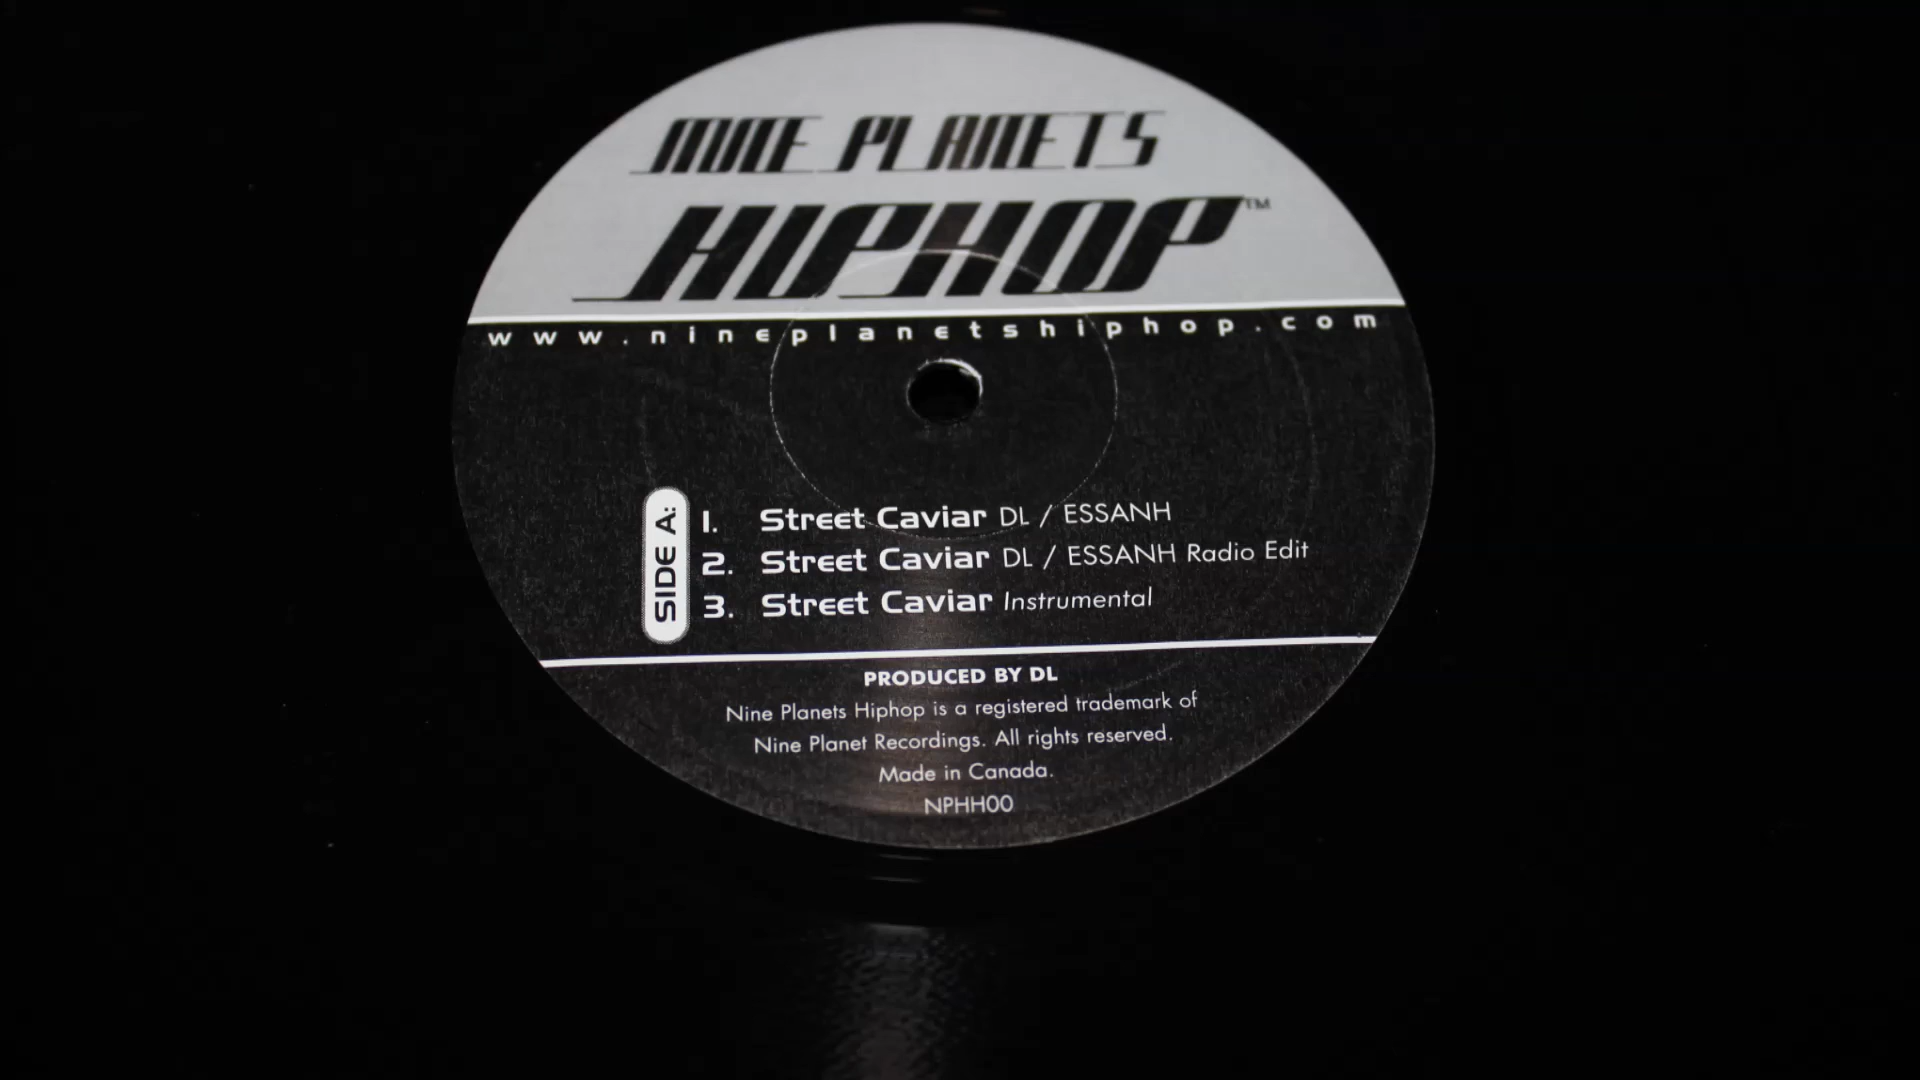 NINE PLANETS
HIPHOP™
www.nineplanetshiphop.com
SIDE A:
1. Street Caviar DL / ESSANH
2. Street Caviar DL / ESSANH Radio Edit
3. Street Caviar Instrumental
PRODUCED BY DL
Nine Planets Hiphop is a registered trademark of
Nine Planet Recordings. All rights reserved.
Made in Canada.
NPHH00